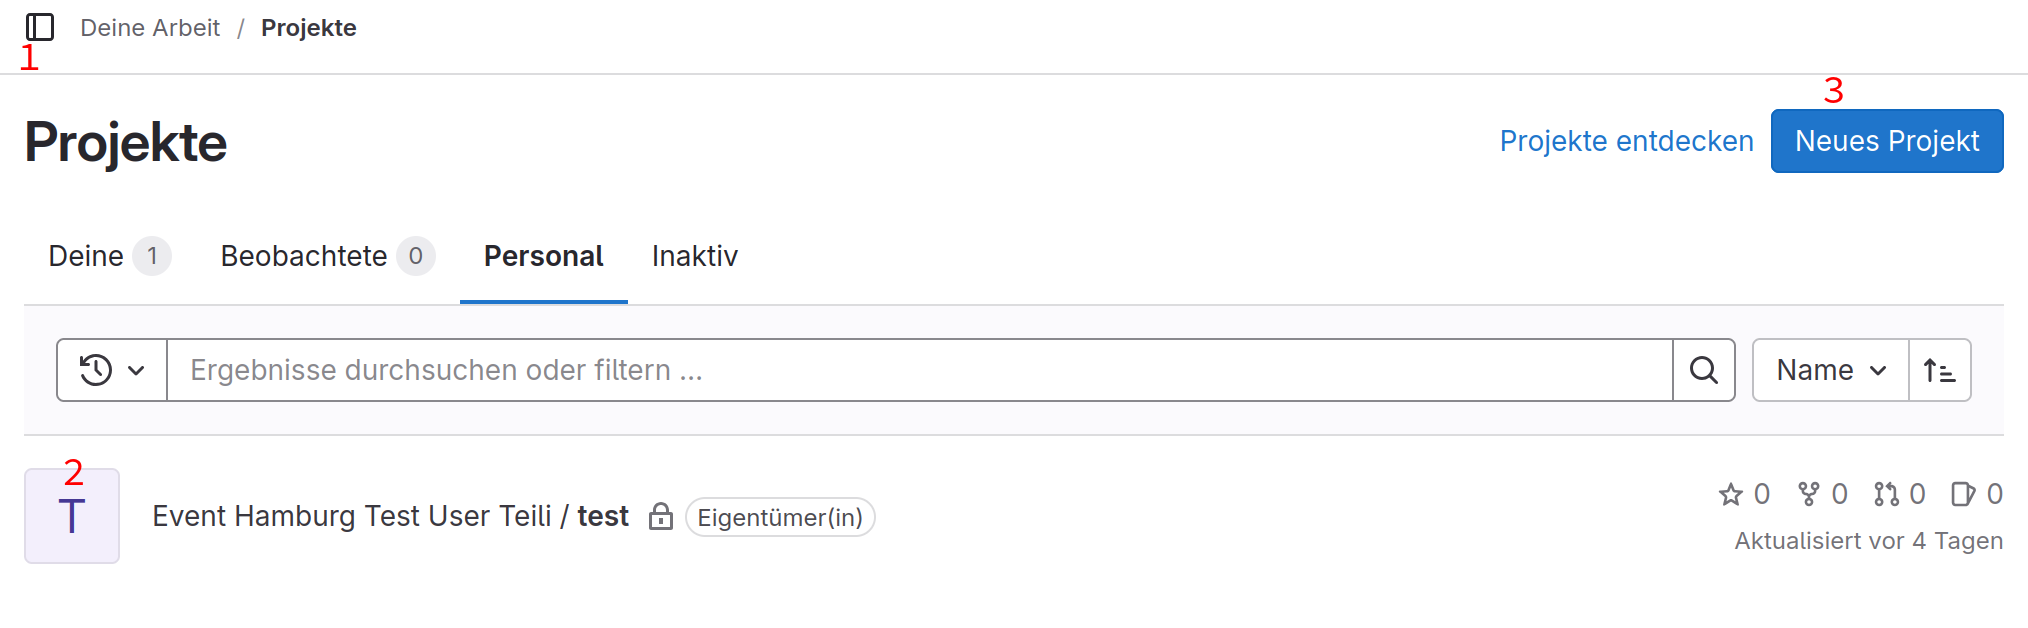 Deine Arbeit / Projekte
1
3
Projekte
Projekte entdecken
Neues Projekt
Deine 1 Beobachtete 0 Personal Inaktiv
Ergebnisse durchsuchen oder filtern ...
Name
2
T
Event Hamburg Test User Teili / test Eigentümer(in)
0 0 0 0
Aktualisiert vor 4 Tagen